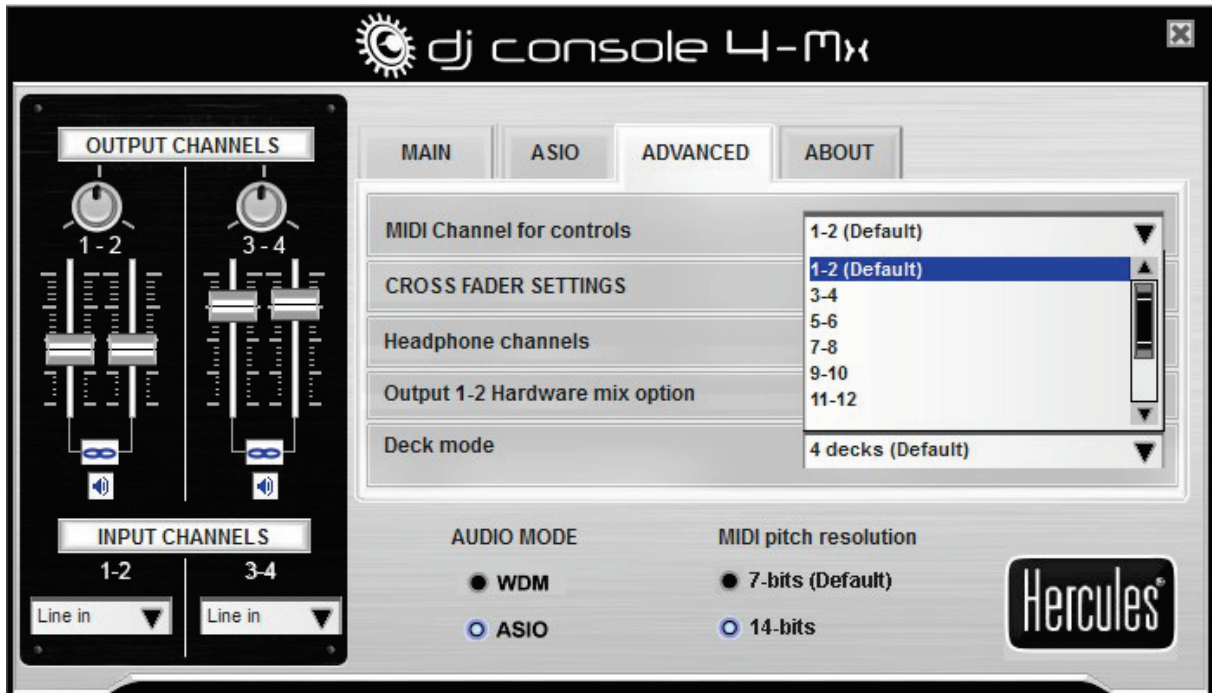 dj console 4-Mx
OUTPUT CHANNELS
1 - 2
3 - 4
INPUT CHANNELS
1-2
3-4
Line in
Line in
MAIN
ASIO
ADVANCED
ABOUT
MIDI Channel for controls
1-2 (Default)
1-2 (Default)
3-4
5-6
7-8
9-10
11-12
CROSS FADER SETTINGS
Headphone channels
Output 1-2 Hardware mix option
Deck mode
4 decks (Default)
AUDIO MODE
WDM
ASIO
MIDI pitch resolution
7-bits (Default)
14-bits
Hercules®